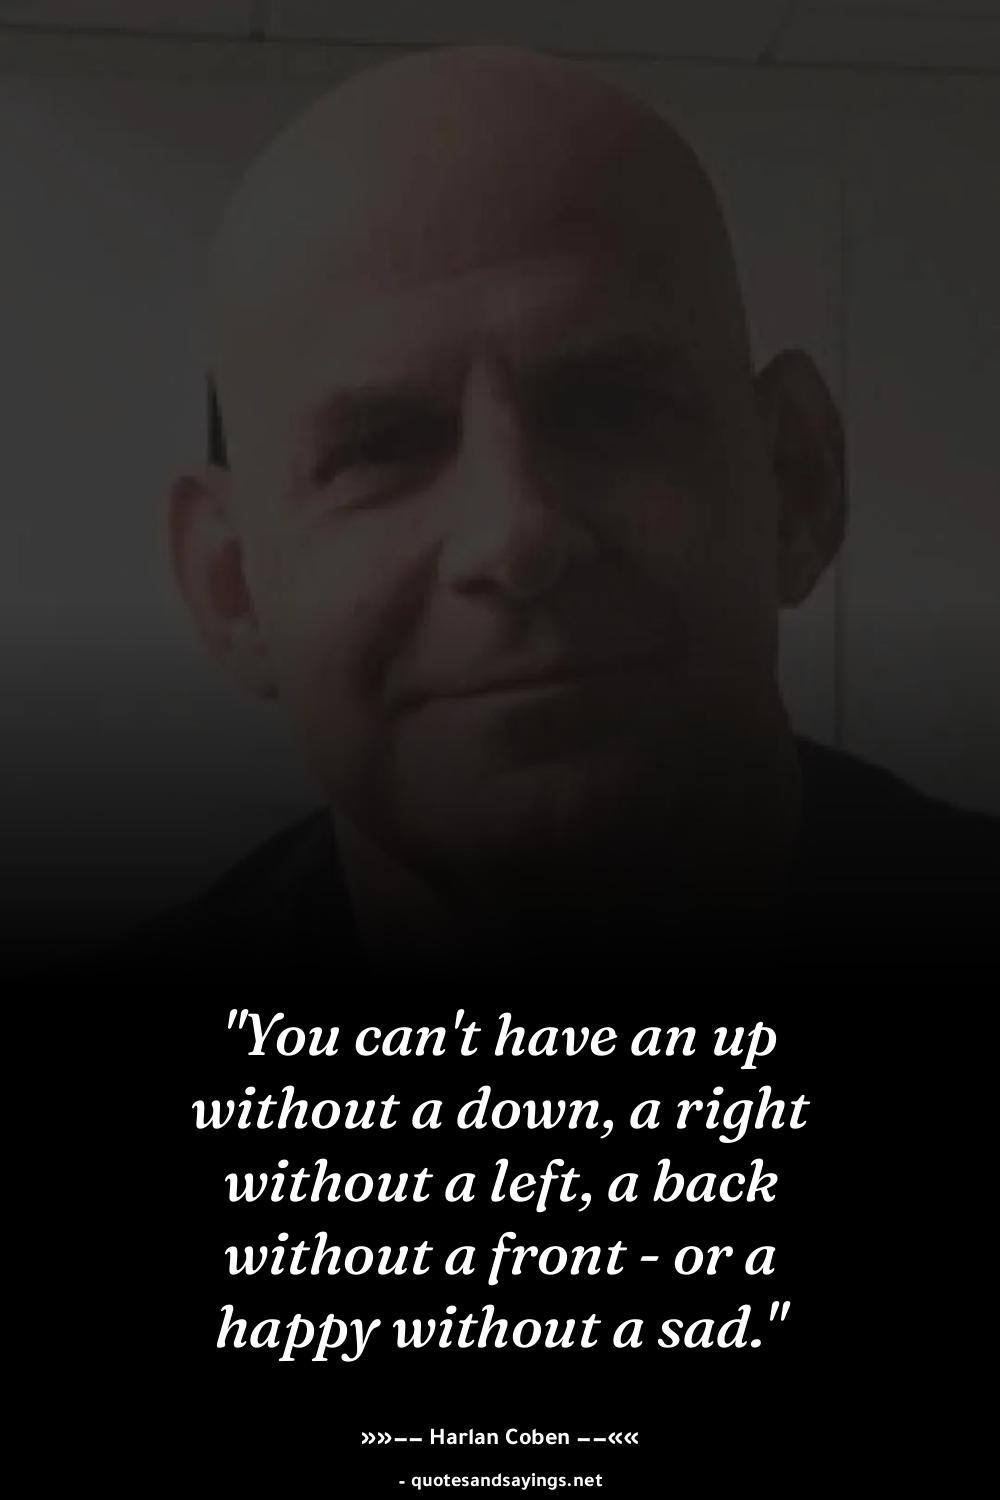 "You can't have an up
without a down, a right
without a left, a back
without a front - or a
happy without a sad."
»»–– Harlan Coben ––««
- quotesandsayings.net